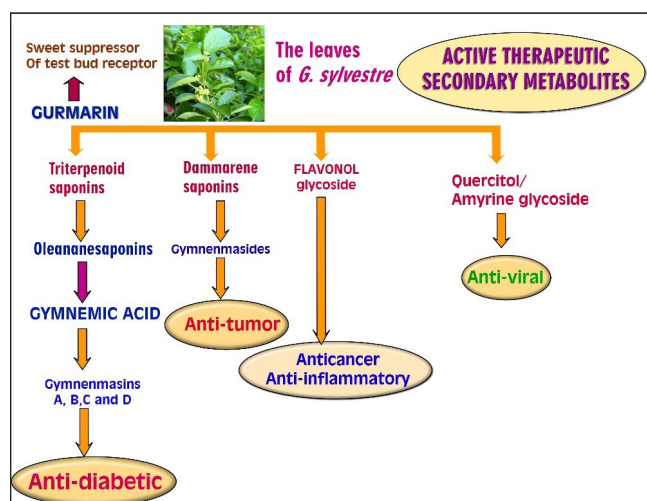 Sweet suppressor
Of test bud receptor
GURMARIN
The leaves
of G. sylvestre
ACTIVE THERAPEUTIC
SECONDARY METABOLITES
Triterpenoid
saponins
Dammarene
saponins
FLAVONOL
glycoside
Quercitol/
Amyrine glycoside
Oleananesaponins
Gymnenmasides
Anti-viral
GYMNEMIC ACID
Anti-tumor
Anticancer
Anti-inflammatory
Gymnenmasins
A, B,C and D
Anti-diabetic